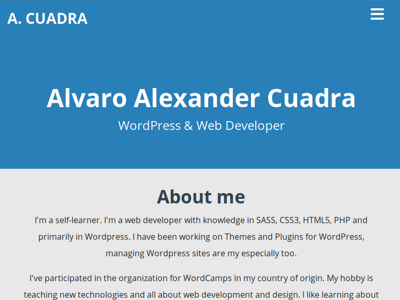 A. CUADRA
Alvaro Alexander Cuadra
WordPress & Web Developer
About me
I'm a self-learner. I'm a web developer with knowledge in SASS, CSS3, HTML5, PHP and
primarily in Wordpress. I have been working on Themes and Plugins for WordPress,
managing Wordpress sites are my especially too.
I've participated in the organization for WordCamps in my country of origin. My hobby is
teaching new technologies and all about web development and design. I like learning about